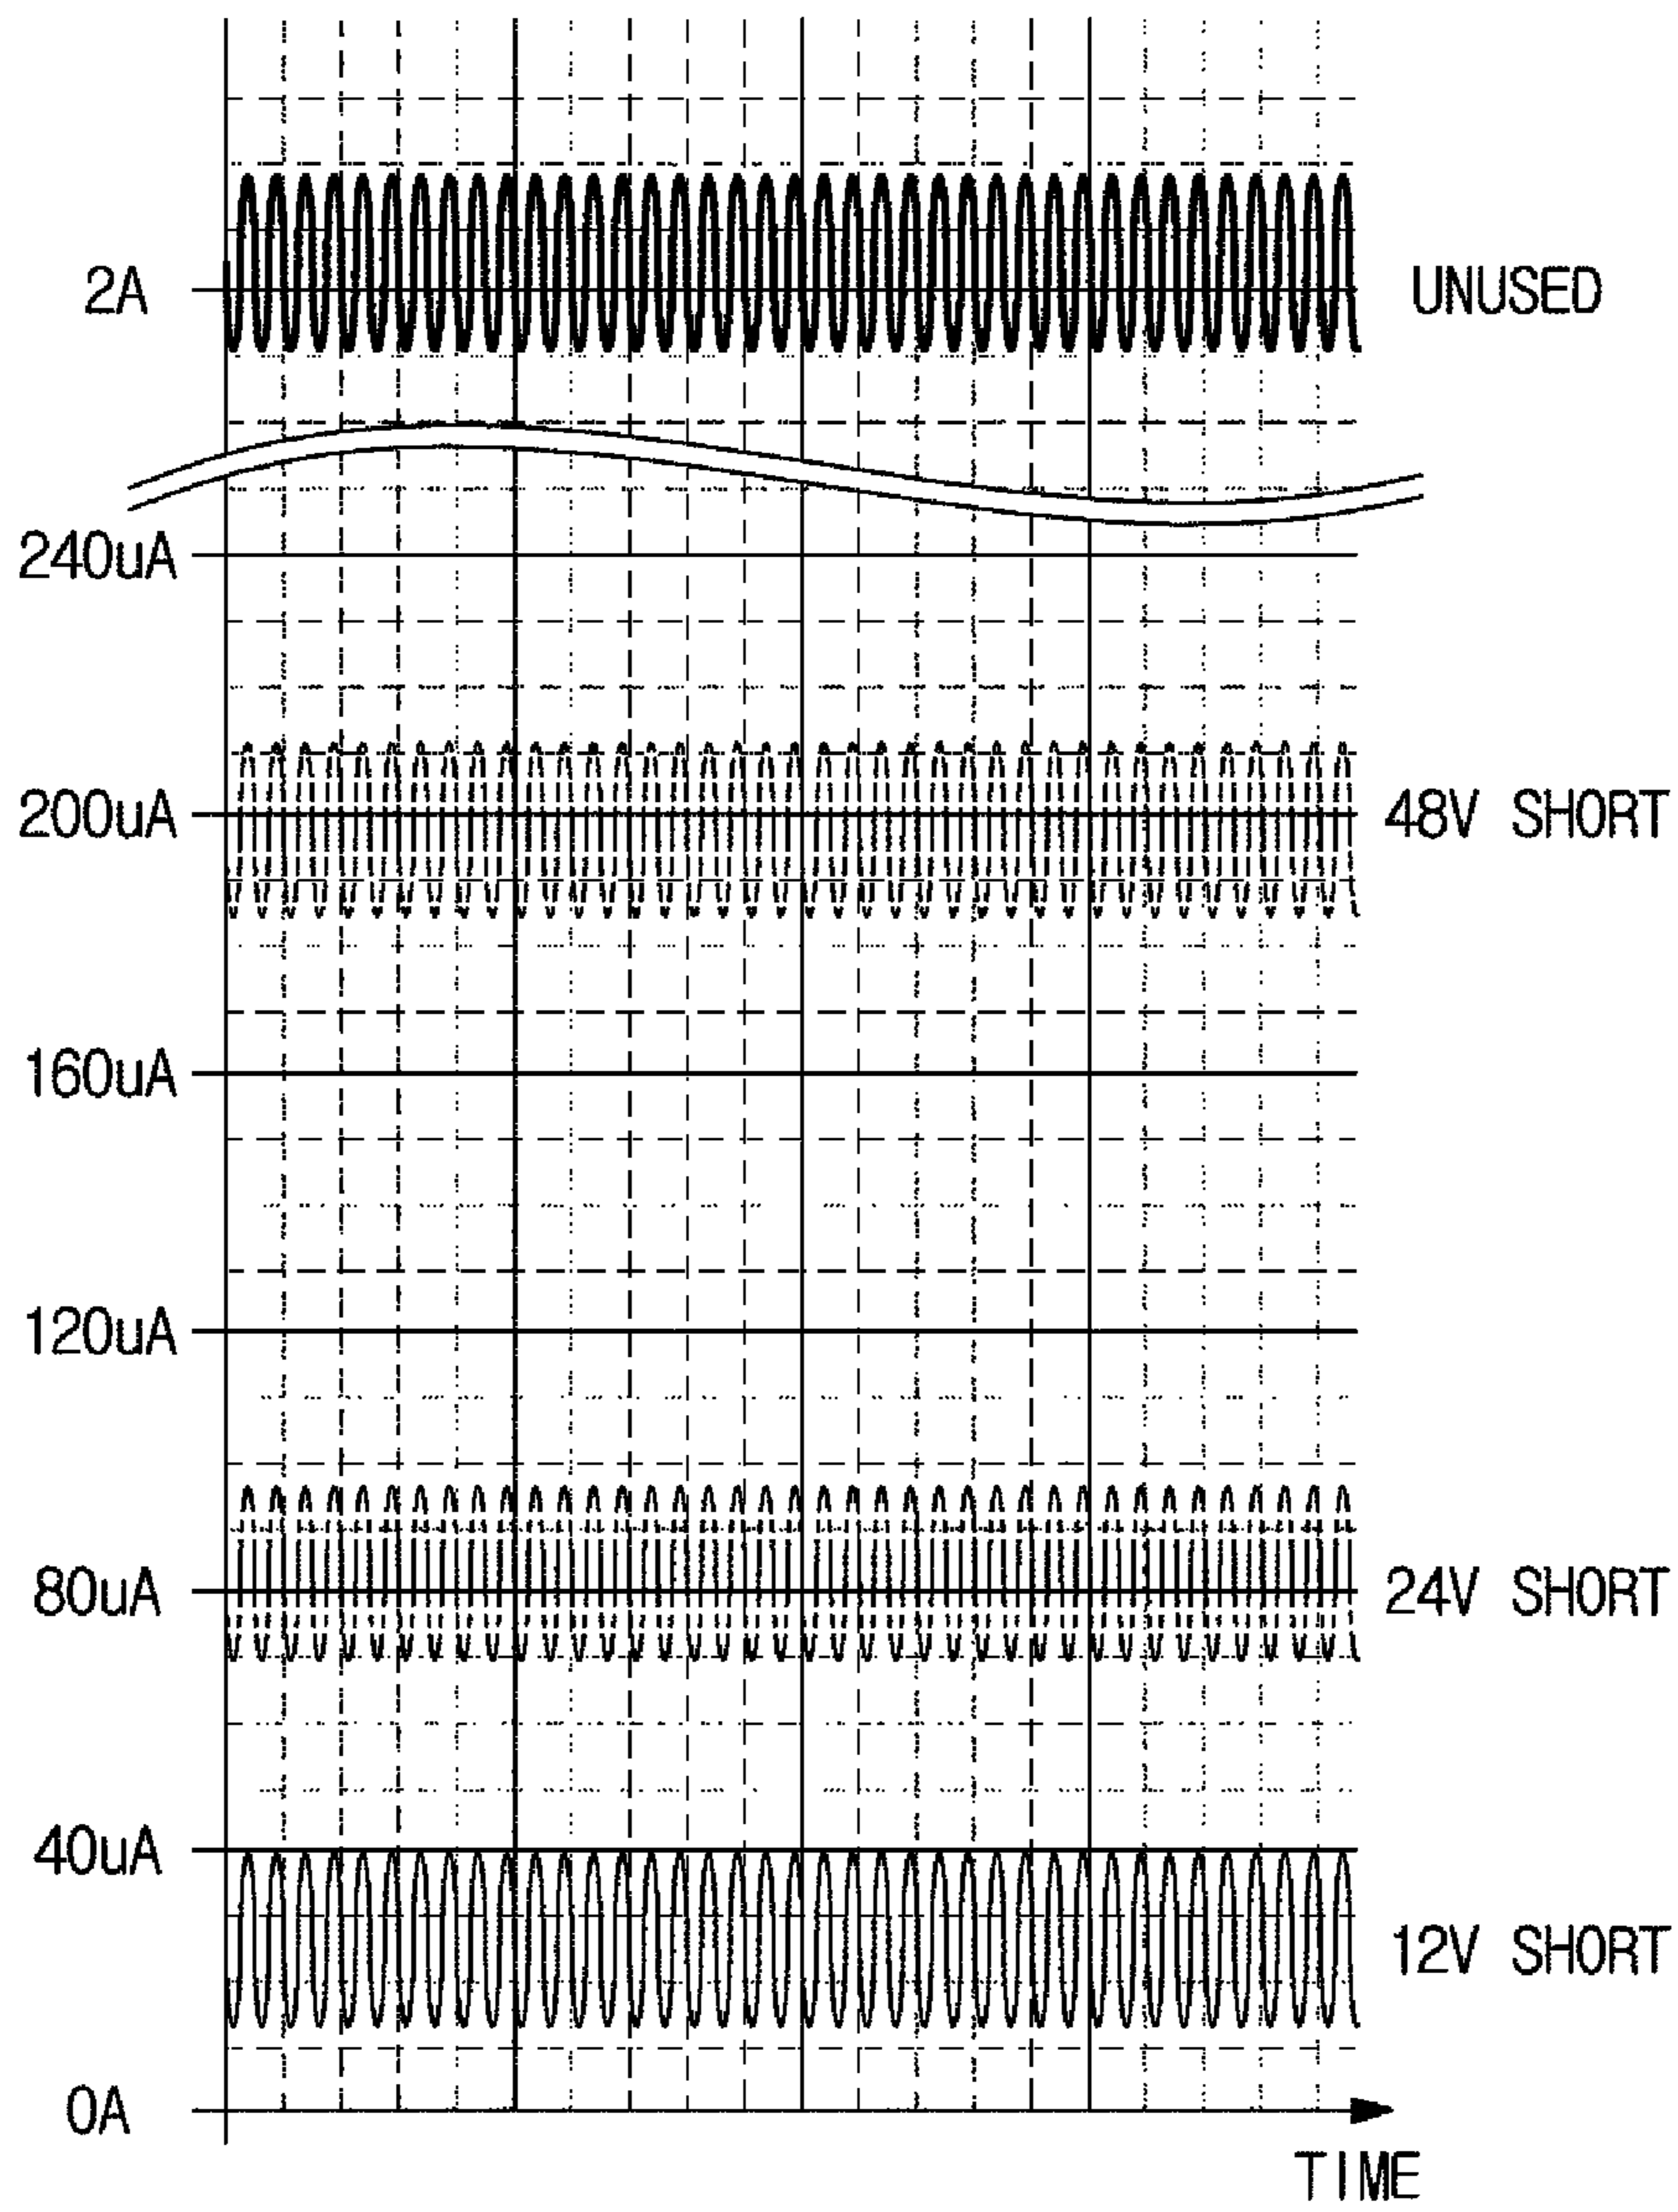 2A UNUSED
240uA
200uA 48V SHORT
160uA
120uA
80uA 24V SHORT
40uA
12V SHORT
0A
TIME